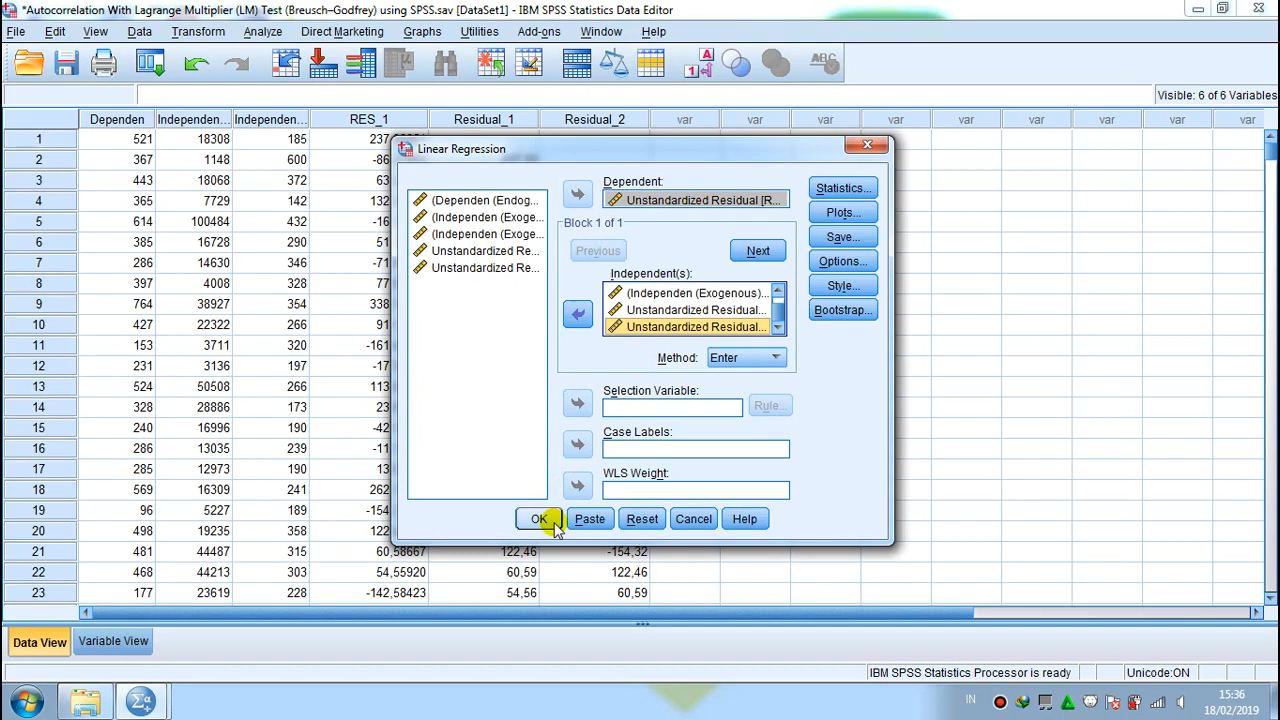 *Autocorrelation With Lagrange Multiplier (LM) Test (Breusch–Godfrey) using SPSS.sav [DataSet1] - IBM SPSS Statistics Data Editor
File Edit View Data Transform Analyze Direct Marketing Graphs Utilities Add-ons Window Help
Visible: 6 of 6 Variables
Dependen Independen... Independen... RES_1 Residual_1 Residual_2 var var var var var var var var var
1 521 18308 185
2 367 1148 600
3 443 18068 372
4 365 7729 142
5 614 100484 432
6 385 16728 290
7 286 14630 346
8 397 4008 328
9 764 38927 354
10 427 22322 266
11 153 3711 320
12 231 3136 197
13 524 50508 266
14 328 28886 173
15 240 16996 190
16 286 13035 239
17 285 12973 190
18 569 16309 241
19 96 5227 189
20 498 19235 358
21 481 44487 315 60,58667 122,46 -154,32
22 468 44213 303 54,55920 60,59 122,46
23 177 23619 228 -142,58423 54,56 60,59
Linear Regression
(Dependen (Endog...
(Independen (Exoge...
(Independen (Exoge...
Unstandardized Re...
Unstandardized Re...
Dependent:
Unstandardized Residual [R...
Block 1 of 1
Previous Next
Independent(s):
(Independen (Exogenous)...
Unstandardized Residual...
Unstandardized Residual...
Method: Enter
Selection Variable:
Rule...
Case Labels:
WLS Weight:
Statistics...
Plots...
Save...
Options...
Style...
Bootstrap...
OK Paste Reset Cancel Help
Data View Variable View
IBM SPSS Statistics Processor is ready Unicode:ON
IN
15:36
18/02/2019